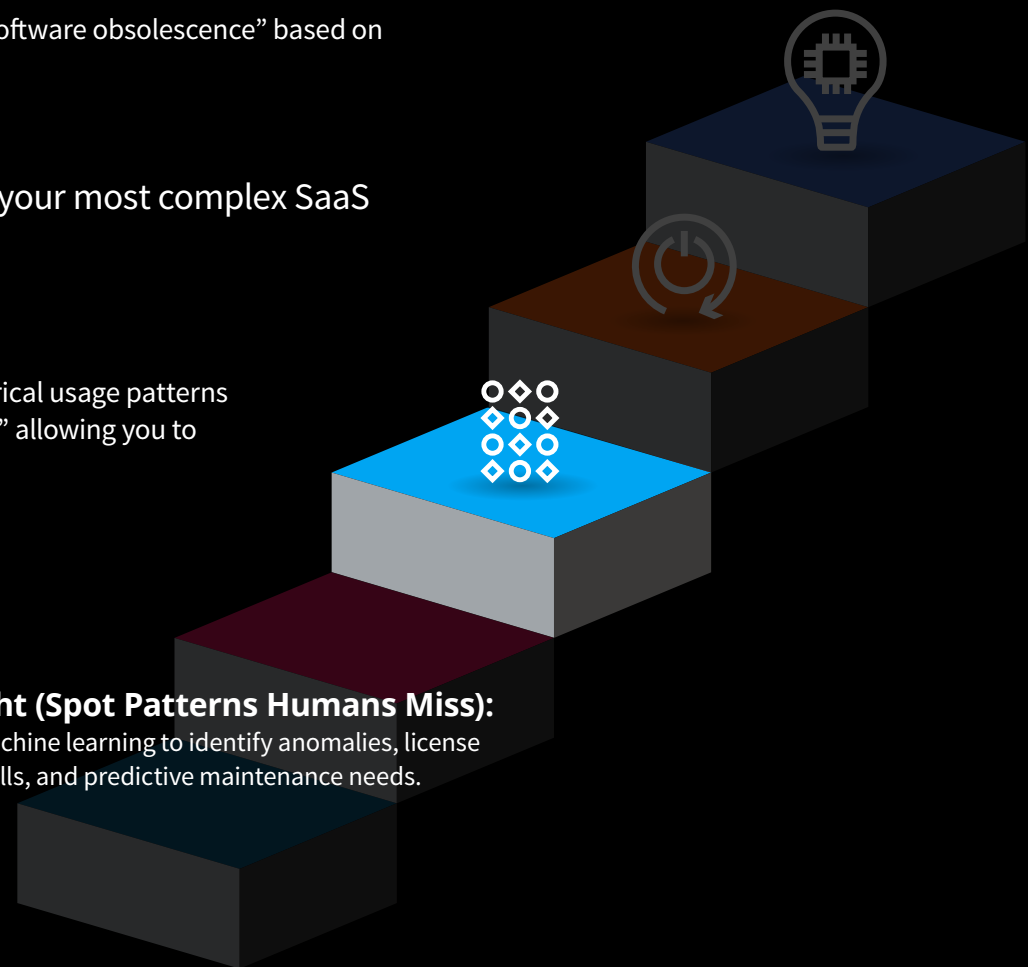 oftware obsolescence” based on
your most complex SaaS
rical usage patterns
” allowing you to
ht (Spot Patterns Humans Miss):
chine learning to identify anomalies, license
lls, and predictive maintenance needs.